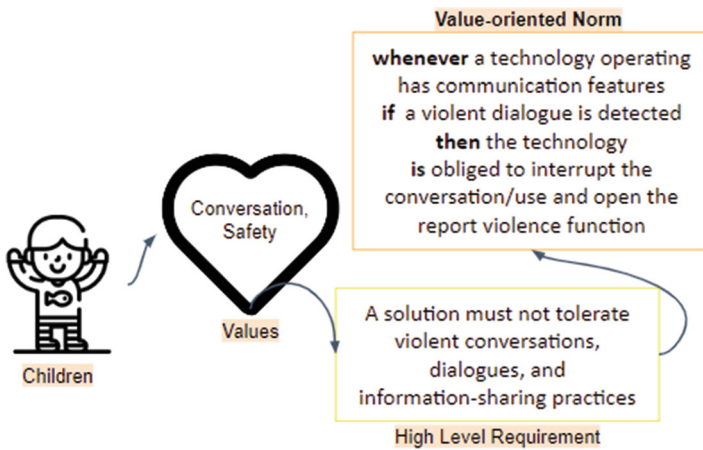 Value-oriented Norm
whenever a technology operating
has communication features
if a violent dialogue is detected
then the technology
is obliged to interrupt the
conversation/use and open the
report violence function
Conversation,
Safety
Values
Children
A solution must not tolerate
violent conversations,
dialogues, and
information-sharing practices
High Level Requirement